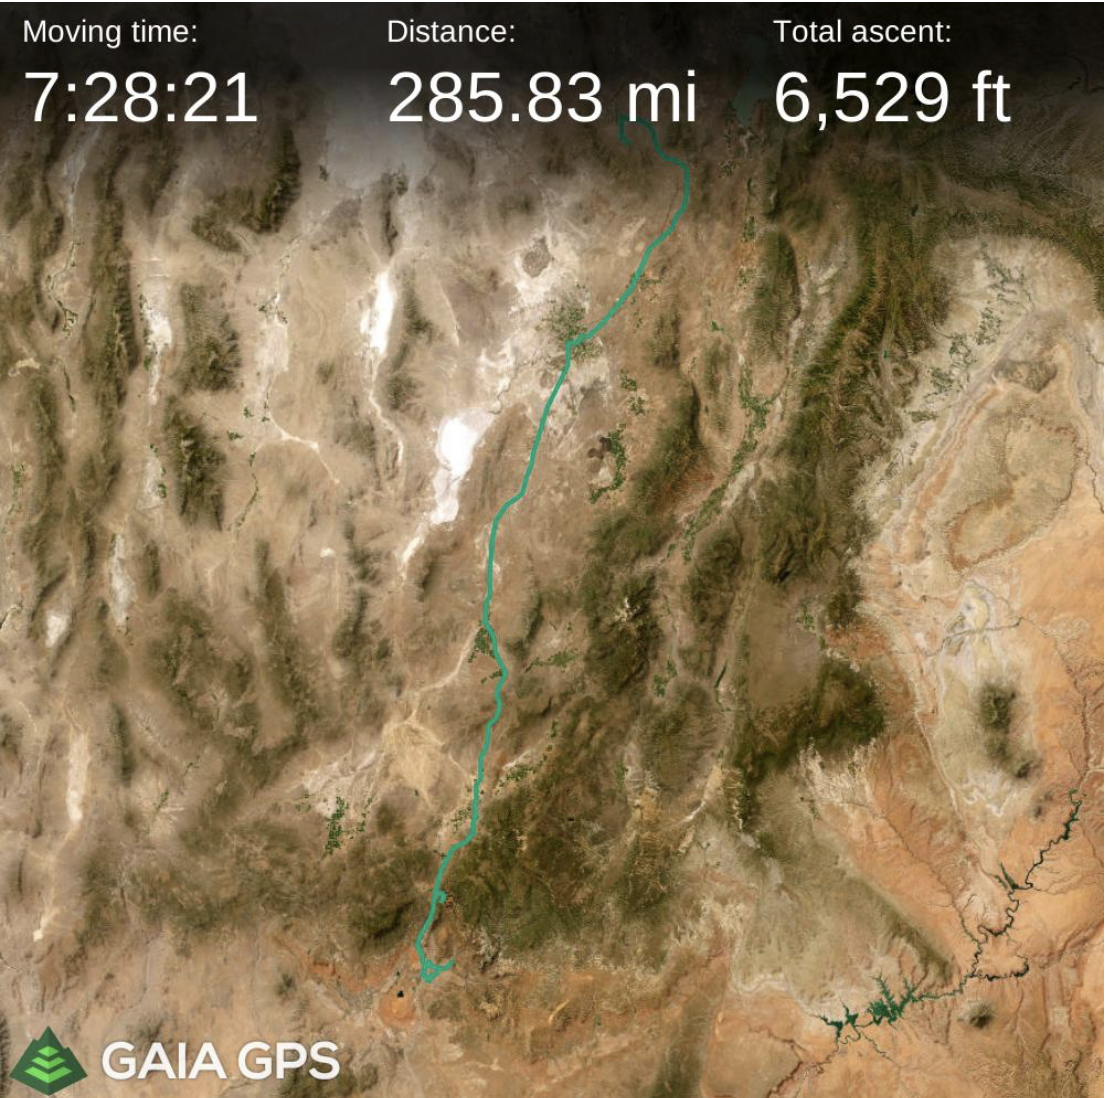 Moving time:
Distance:
Total ascent:
7:28:21
285.83 mi
6,529 ft
GAIA GPS